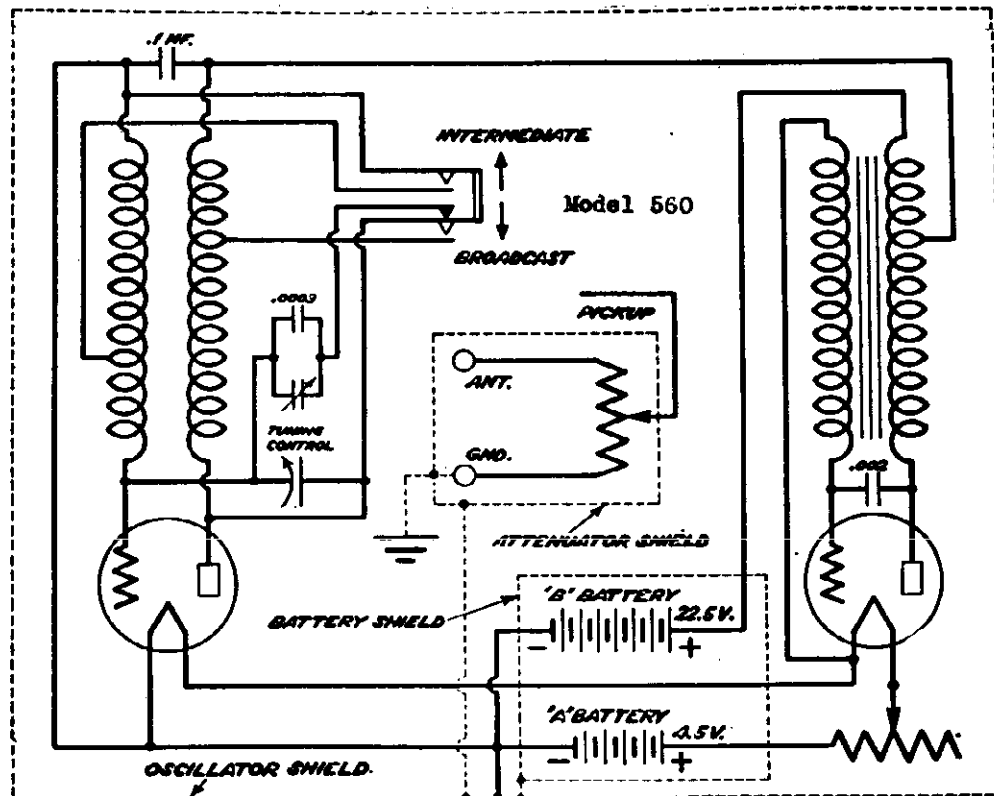 .1 MF.
INTERMEDIATE
Model 560
BROADCAST
.0003
PICKUP
ANT.
TUNING
CONTROL
GND.
.002
ATTENUATOR SHIELD
"B" BATTERY
BATTERY SHIELD
22.5V.
-
+
"A" BATTERY
4.5V.
-
+
OSCILLATOR SHIELD.